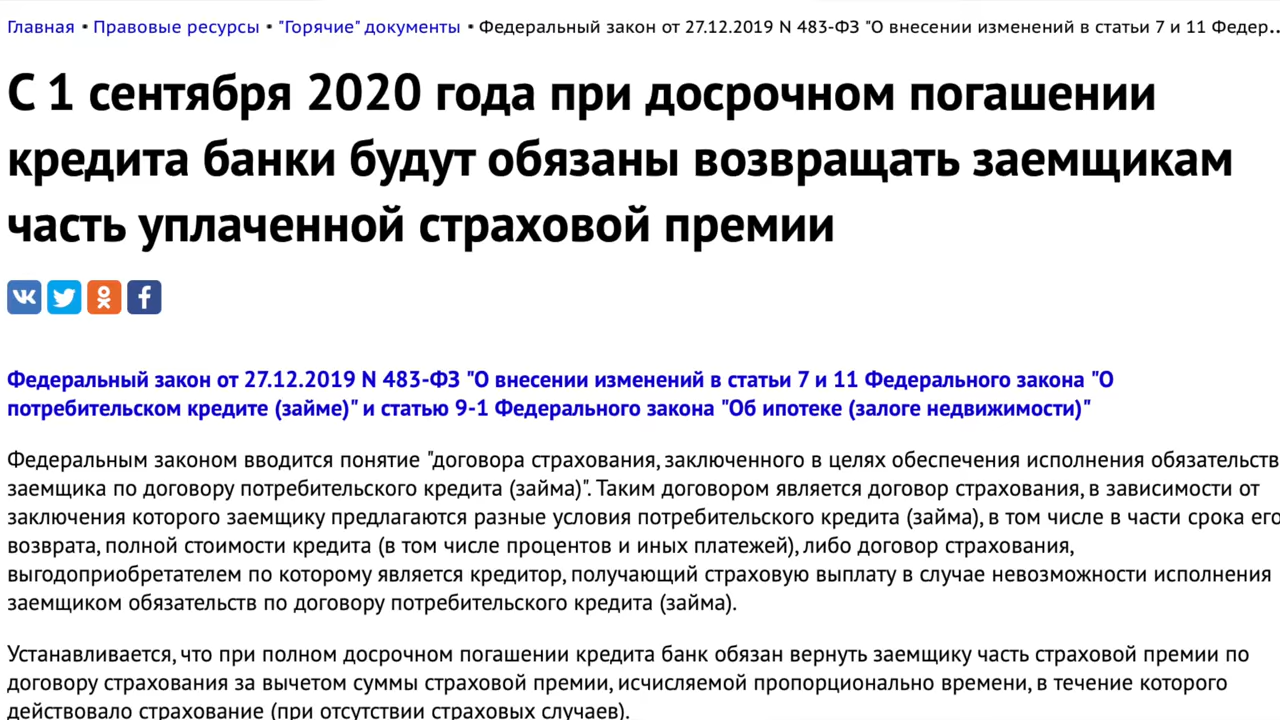 Главная • Правовые ресурсы • "Горячие" документы • Федеральный закон от 27.12.2019 N 483-ФЗ "О внесении изменений в статьи 7 и 11 Федер...
С 1 сентября 2020 года при досрочном погашении
кредита банки будут обязаны возвращать заемщикам
часть уплаченной страховой премии
Федеральный закон от 27.12.2019 N 483-ФЗ "О внесении изменений в статьи 7 и 11 Федерального закона "О
потребительском кредите (займе)" и статью 9-1 Федерального закона "Об ипотеке (залоге недвижимости)"
Федеральным законом вводится понятие "договора страхования, заключенного в целях обеспечения исполнения обязательств
заемщика по договору потребительского кредита (займа)". Таким договором является договор страхования, в зависимости от
заключения которого заемщику предлагаются разные условия потребительского кредита (займа), в том числе в части срока его
возврата, полной стоимости кредита (в том числе процентов и иных платежей), либо договор страхования,
выгодоприобретателем по которому является кредитор, получающий страховую выплату в случае невозможности исполнения
заемщиком обязательств по договору потребительского кредита (займа).
Устанавливается, что при полном досрочном погашении кредита банк обязан вернуть заемщику часть страховой премии по
договору страхования за вычетом суммы страховой премии, исчисляемой пропорционально времени, в течение которого
действовало страхование (при отсутствии страховых случаев).